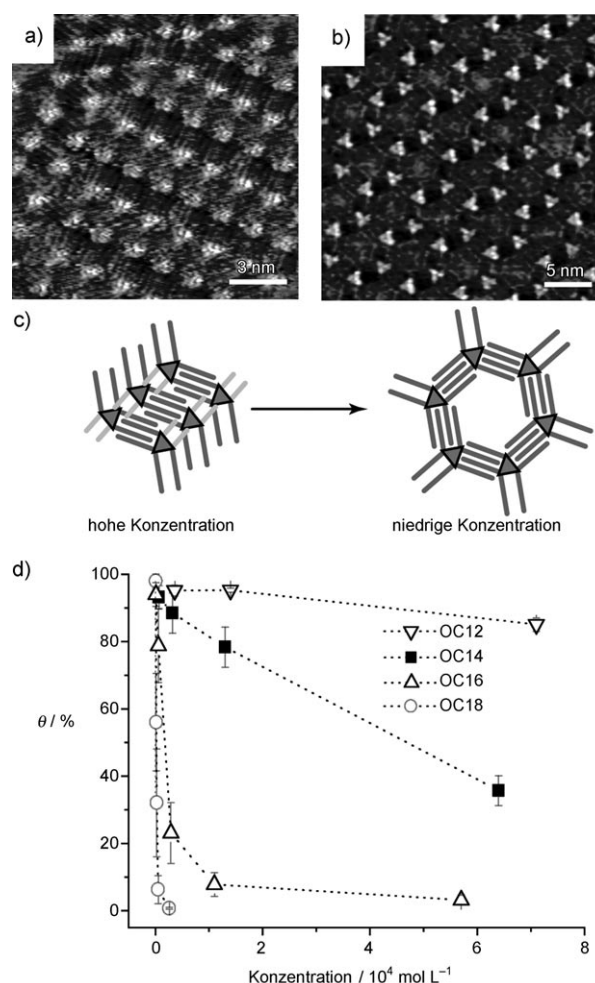 a)
b)
3 nm
5 nm
c)
hohe Konzentration
niedrige Konzentration
d)
100
80
60
40
20
0
θ / %
OC12
OC14
OC16
OC18
0
2
4
6
8
Konzentration / 10⁴ mol L⁻¹